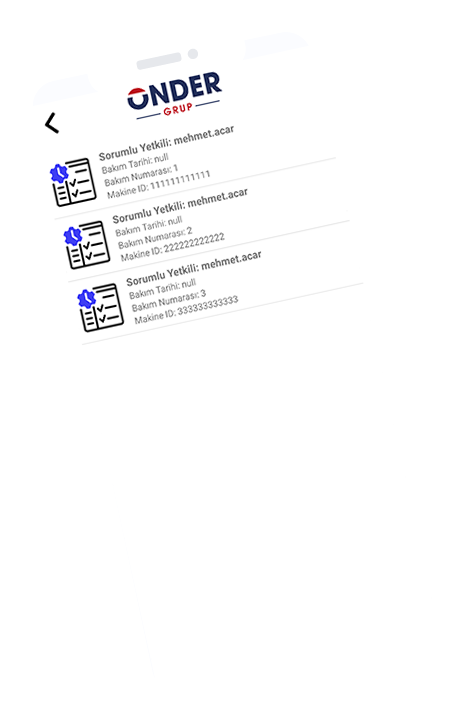 ÖNDER
GRUP
Sorumlu Yetkili: mehmet.acar
Bakım Tarihi: null
Bakım Numarası: 1
Makine ID: 111111111111
Sorumlu Yetkili: mehmet.acar
Bakım Tarihi: null
Bakım Numarası: 2
Makine ID: 222222222222
Sorumlu Yetkili: mehmet.acar
Bakım Tarihi: null
Bakım Numarası: 3
Makine ID: 333333333333